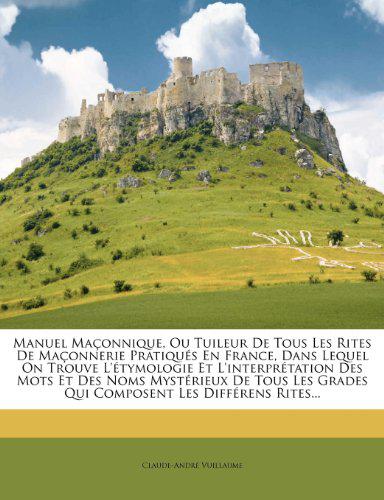 Manuel Maçonnique, Ou Tuileur De Tous Les Rites
De Maçonnerie Pratiqués En France, Dans Lequel
On Trouve L'étymologie Et L'interprétation Des
Mots Et Des Noms Mystérieux De Tous Les Grades
Qui Composent Les Différens Rites...
Claude-André Vuillaume